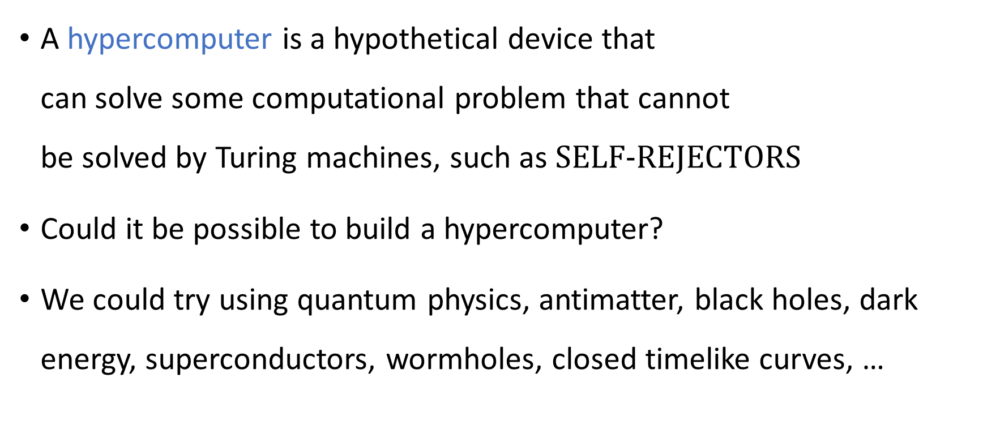 • A hypercomputer is a hypothetical device that
can solve some computational problem that cannot
be solved by Turing machines, such as SELF-REJECTORS
• Could it be possible to build a hypercomputer?
• We could try using quantum physics, antimatter, black holes, dark
energy, superconductors, wormholes, closed timelike curves, …